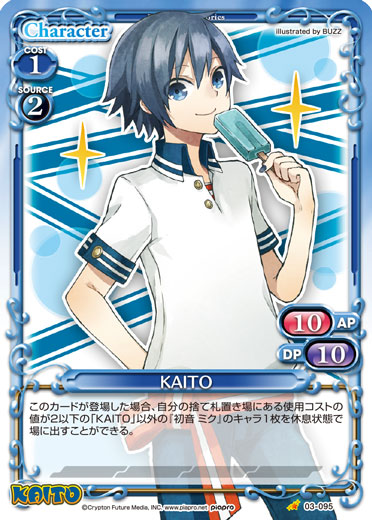 Character
illustrated by BUZZ
COST
1
SOURCE
2
10 AP
DP 10
KAITO
このカードが登場した場合、自分の捨て札置き場にある使用コストの
値が2以下の「KAITO」以外の『初音 ミク』のキャラ1枚を休息状態で
場に出すことができる。
KAITO
©Crypton Future Media, INC. www.piapro.net piapro
03-095